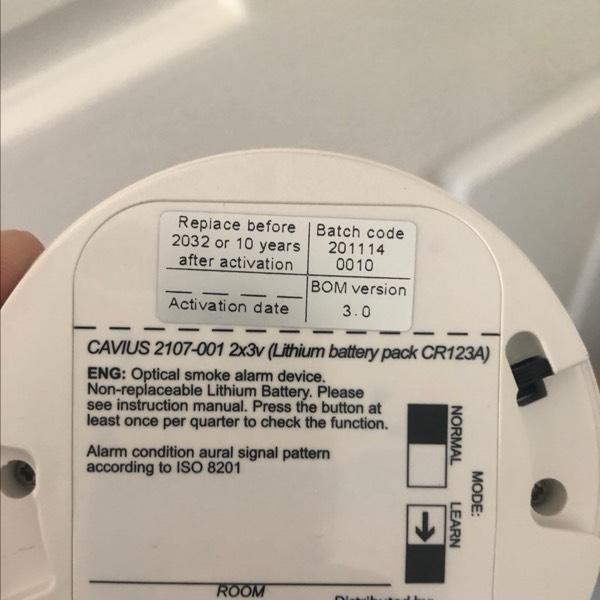 Replace before
2032 or 10 years
after activation
Activation date
Batch code
201114
0010
BOM version
3.0
CAVIUS 2107-001 2x3v (Lithium battery pack CR123A)
ENG: Optical smoke alarm device.
Non-replaceable Lithium Battery. Please
see instruction manual. Press the button at
least once per quarter to check the function.
Alarm condition aural signal pattern
according to ISO 8201
MODE:
NORMAL
LEARN
ROOM